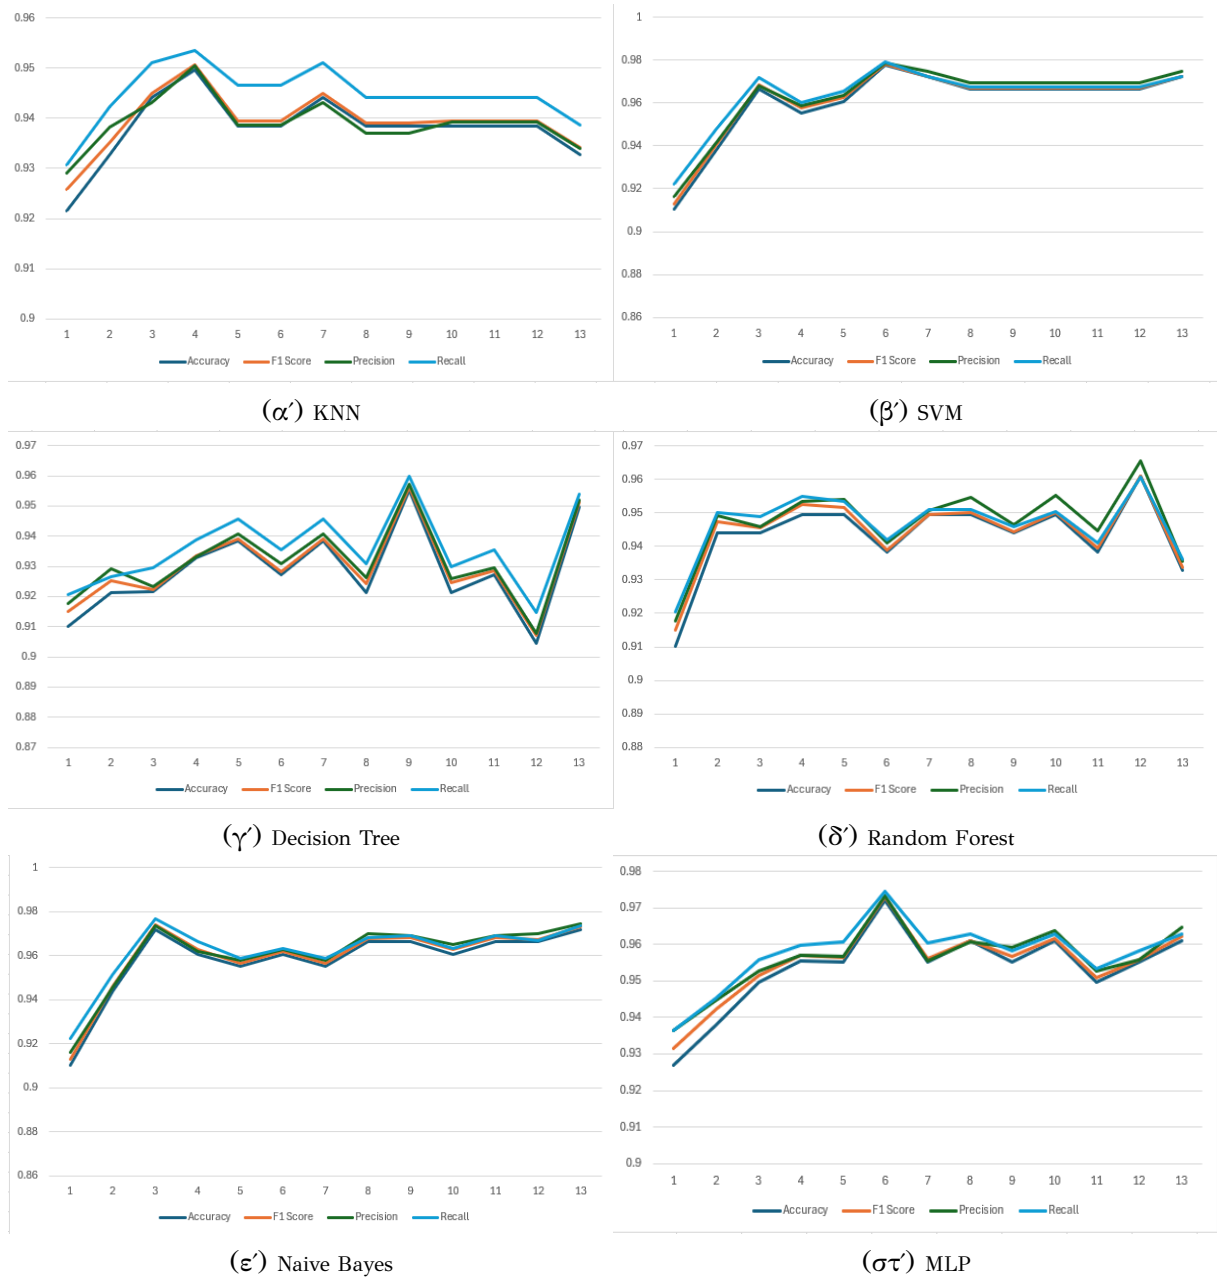 0.96
0.95
0.94
0.93
0.92
0.91
0.9
1 2 3 4 5 6 7 8 9 10 11 12 13
Accuracy F1 Score Precision Recall
(α′) KNN
1
0.98
0.96
0.94
0.92
0.9
0.88
0.86
1 2 3 4 5 6 7 8 9 10 11 12 13
Accuracy F1 Score Precision Recall
(β′) SVM
0.97
0.96
0.95
0.94
0.93
0.92
0.91
0.9
0.89
0.88
0.87
1 2 3 4 5 6 7 8 9 10 11 12 13
Accuracy F1 Score Precision Recall
(γ′) Decision Tree
0.97
0.96
0.95
0.94
0.93
0.92
0.91
0.9
0.89
0.88
1 2 3 4 5 6 7 8 9 10 11 12 13
Accuracy F1 Score Precision Recall
(δ′) Random Forest
1
0.98
0.96
0.94
0.92
0.9
0.88
0.86
1 2 3 4 5 6 7 8 9 10 11 12 13
Accuracy F1 Score Precision Recall
(ε′) Naive Bayes
0.98
0.97
0.96
0.95
0.94
0.93
0.92
0.91
0.9
1 2 3 4 5 6 7 8 9 10 11 12 13
Accuracy F1 Score Precision Recall
(στ′) MLP